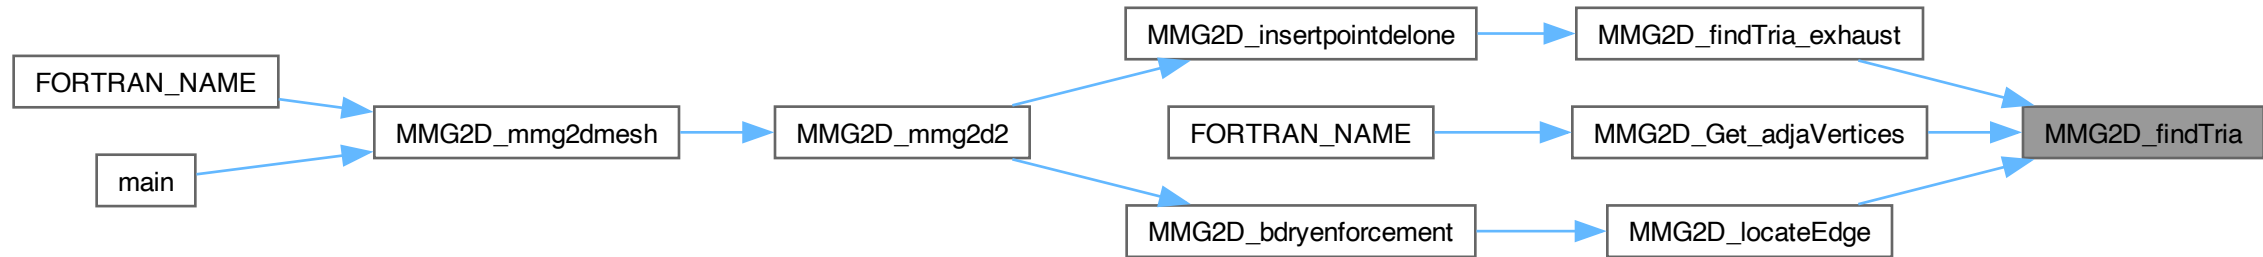 MMG2D_insertpointdelone
MMG2D_findTria_exhaust
FORTRAN_NAME
MMG2D_mmg2dmesh
MMG2D_mmg2d2
FORTRAN_NAME
MMG2D_Get_adjaVertices
MMG2D_findTria
main
MMG2D_bdryenforcement
MMG2D_locateEdge